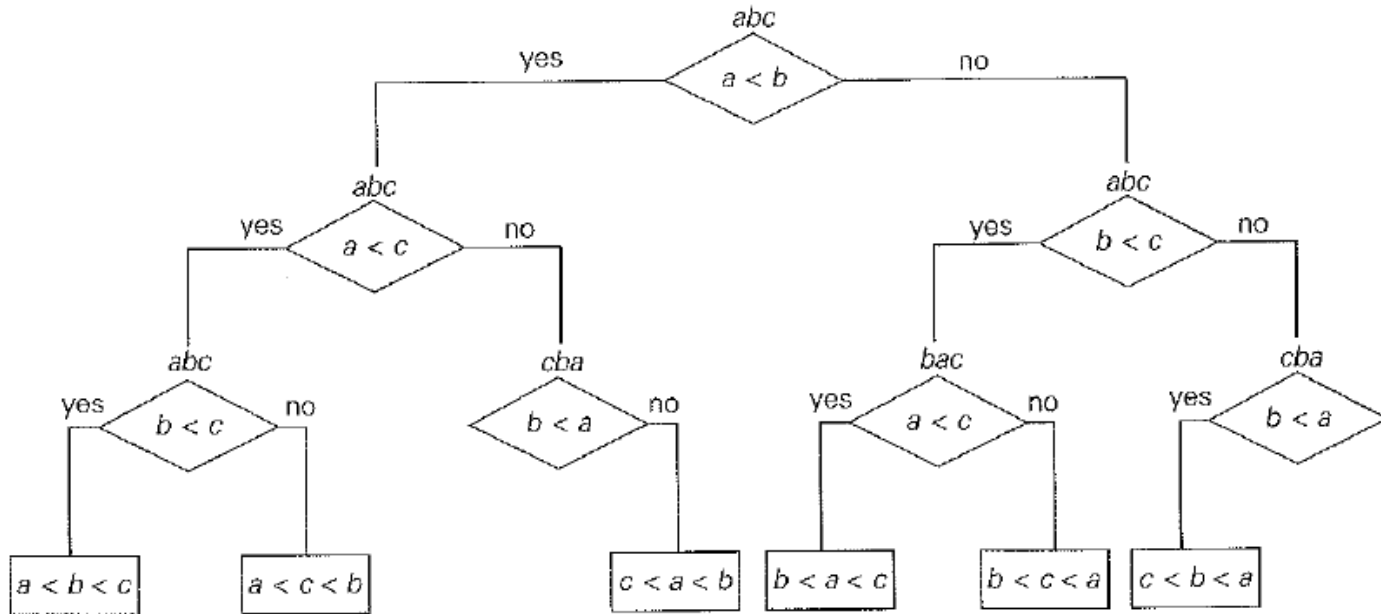 abc
yes a < b no
abc abc
yes a < c no yes b < c no
abc cba bac cba
yes b < c no b < a no yes a < c no yes b < a
a < b < c a < c < b c < a < b b < a < c b < c < a c < b < a